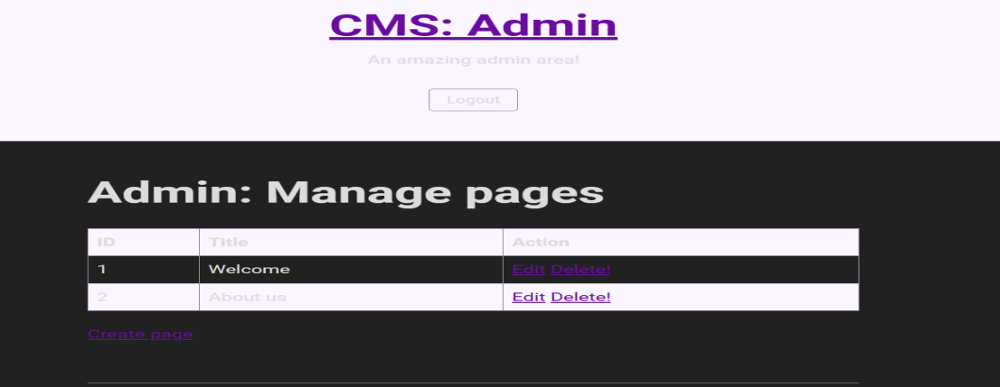 CMS: Admin
An amazing admin area!
Logout
Admin: Manage pages
ID Title Action
1 Welcome Edit Delete!
2 About us Edit Delete!
Create page